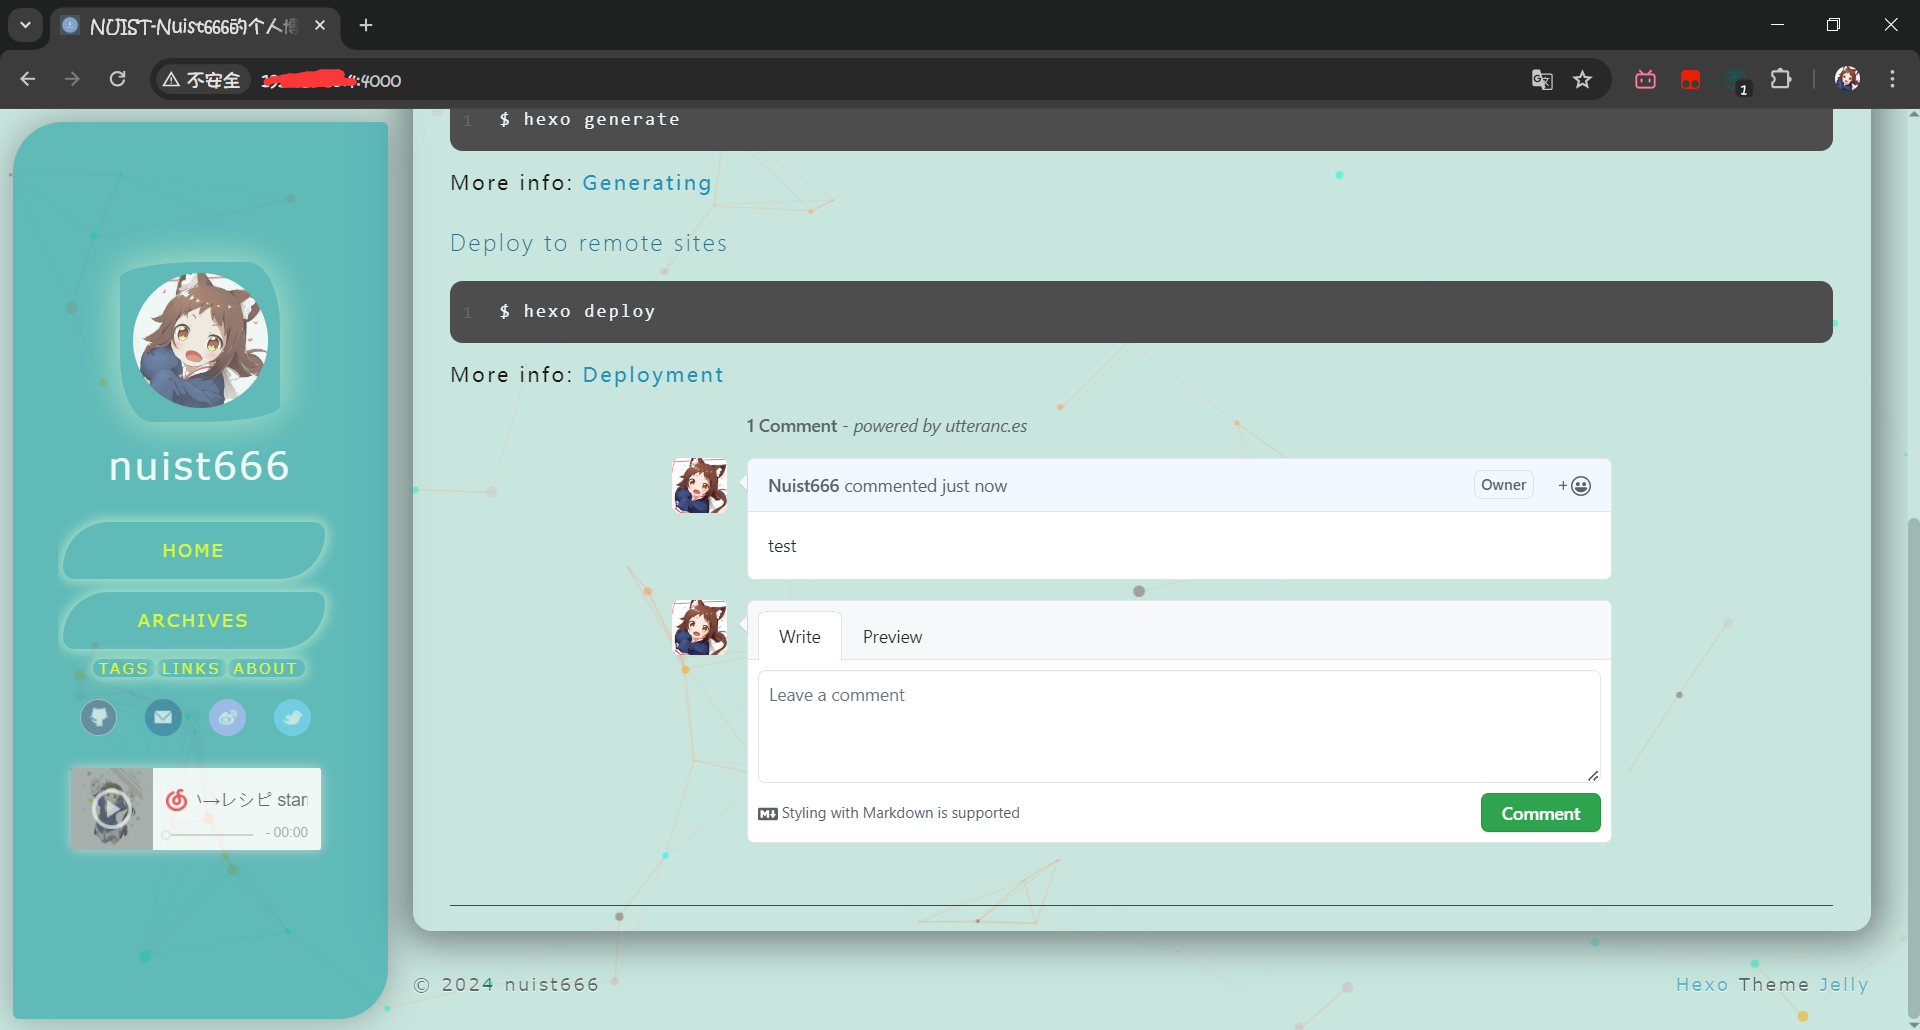 NUIST-Nuist666的个人博
不安全
:4000
1
nuist666
HOME
ARCHIVES
TAGS LINKS ABOUT
い→レシピ star
- 00:00
1 $ hexo generate
More info: Generating
Deploy to remote sites
1 $ hexo deploy
More info: Deployment
1 Comment - powered by utteranc.es
Nuist666 commented just now
Owner
+
test
Write Preview
Leave a comment
Styling with Markdown is supported
Comment
© 2024 nuist666
Hexo Theme Jelly